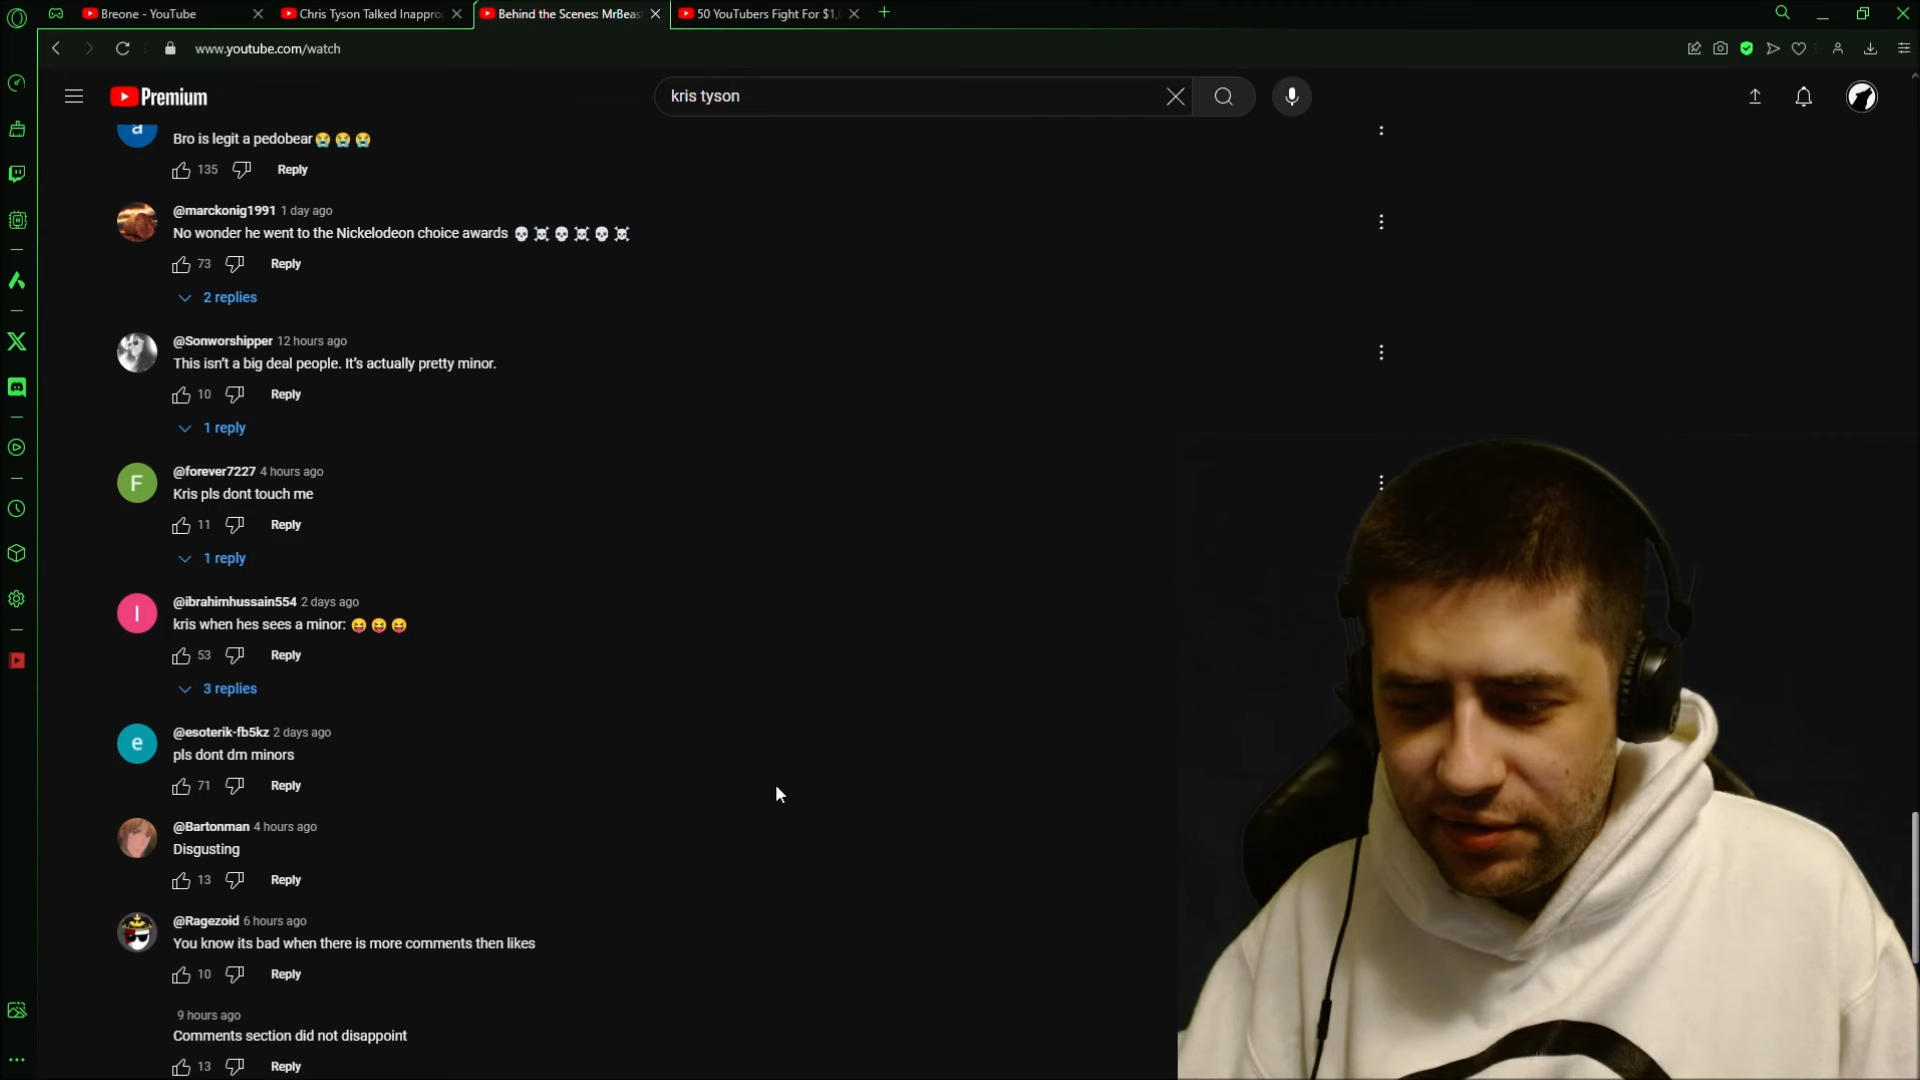 Breone - YouTube
Chris Tyson Talked Inappro
Behind the Scenes: MrBeas
50 YouTubers Fight For $1,
www.youtube.com/watch
Premium
kris tyson
a
Bro is legit a pedobear😭😭😭
135
Reply
@marckonig1991 1 day ago
No wonder he went to the Nickelodeon choice awards 💀☠️💀☠️💀☠️
73
Reply
2 replies
@Sonworshipper 12 hours ago
This isn't a big deal people. It's actually pretty minor.
10
Reply
1 reply
F
@forever7227 4 hours ago
Kris pls dont touch me
11
Reply
1 reply
I
@ibrahimhussain554 2 days ago
kris when hes sees a minor: 😝😝😝
53
Reply
3 replies
e
@esoterik-fb5kz 2 days ago
pls dont dm minors
71
Reply
@Bartonman 4 hours ago
Disgusting
13
Reply
@Ragezoid 6 hours ago
You know its bad when there is more comments then likes
10
Reply
9 hours ago
Comments section did not disappoint
13
Reply